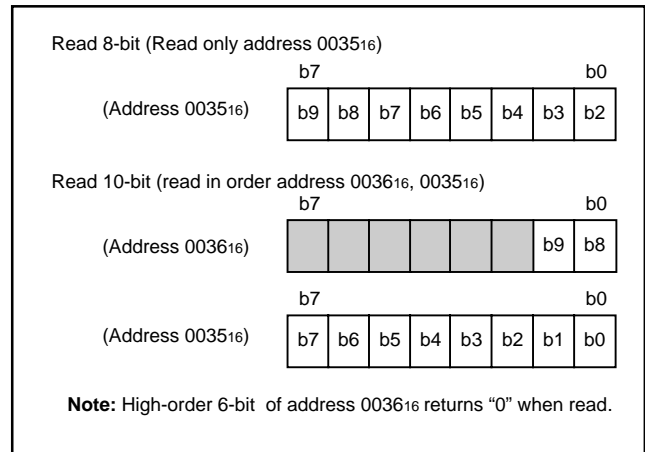 Read 8-bit (Read only address 003516)
b7 b0
(Address 003516) b9 b8 b7 b6 b5 b4 b3 b2
Read 10-bit (read in order address 003616, 003516)
b7 b0
(Address 003616) b9 b8
b7 b0
(Address 003516) b7 b6 b5 b4 b3 b2 b1 b0
Note: High-order 6-bit of address 003616 returns “0” when read.